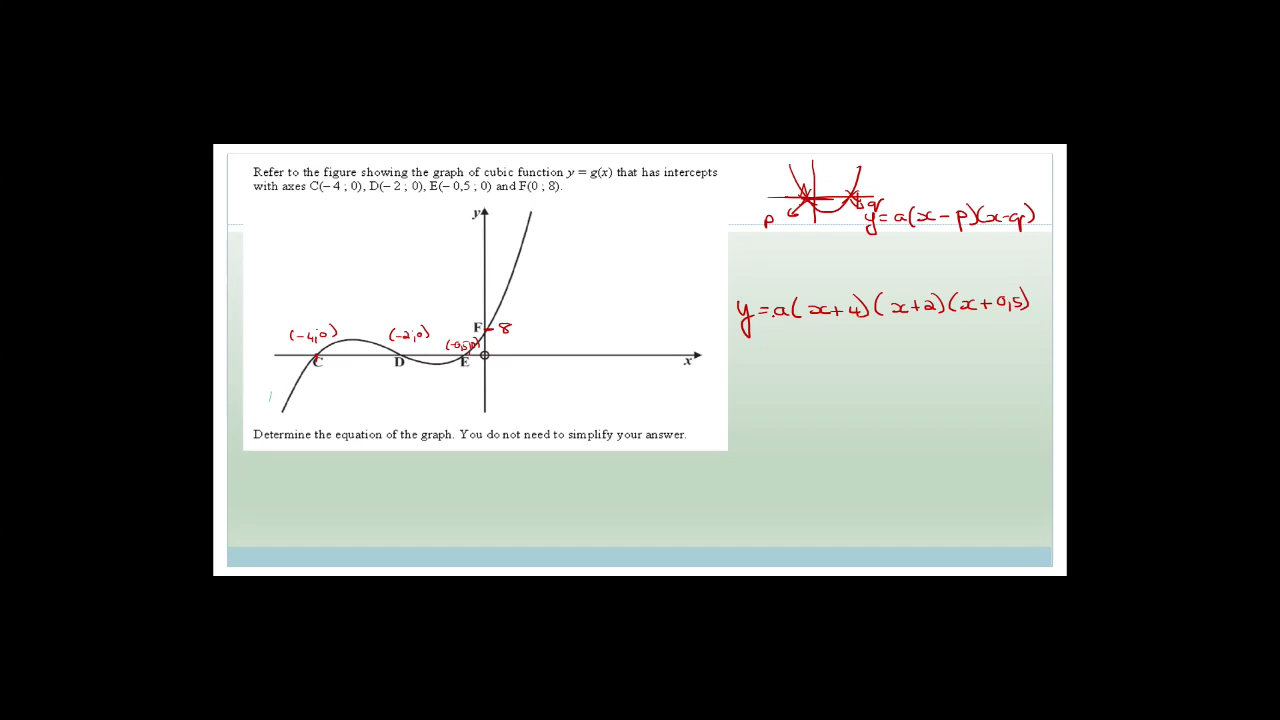 Refer to the figure showing the graph of cubic function y = g(x) that has intercepts
with axes C(− 4 ; 0), D(− 2 ; 0), E(− 0,5 ; 0) and F(0 ; 8).
p
q
y = a(x − p)(x − q)
y = a(x + 4)(x + 2)(x + 0,5)
y
F
8
(−4;0)
(−2;0)
(−0,5;0)
C
D
E
x
Determine the equation of the graph. You do not need to simplify your answer.